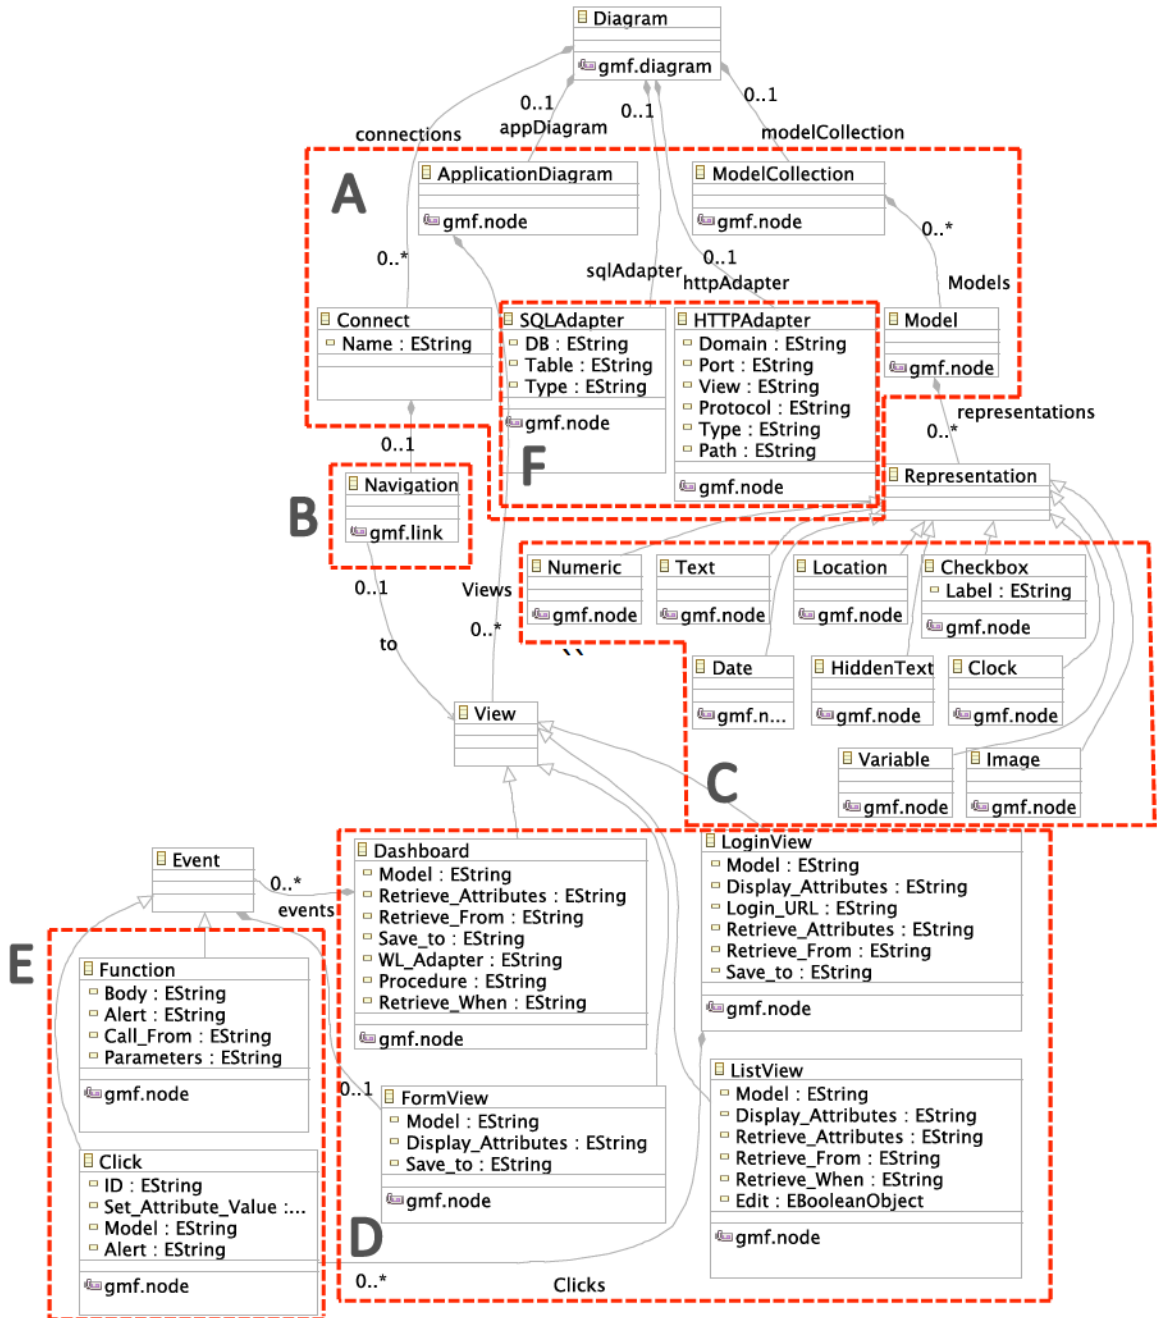 Diagram
gmf.diagram
0..1
0..1
0..1
connections
appDiagram
modelCollection
A
ApplicationDiagram
gmf.node
ModelCollection
gmf.node
0..*
0..*
0..1
sqlAdapter
httpAdapter
Models
Connect
Name : EString
SQLAdapter
DB : EString
Table : EString
Type : EString
gmf.node
HTTPAdapter
Domain : EString
Port : EString
View : EString
Protocol : EString
Type : EString
Path : EString
gmf.node
Model
gmf.node
representations
0..*
0..1
F
B
Navigation
gmf.link
Representation
0..1
to
Views
0..*
Numeric
gmf.node
Text
gmf.node
Location
gmf.node
Checkbox
Label : EString
gmf.node
``
Date
gmf.n...
HiddenText
gmf.node
Clock
gmf.node
View
C
Variable
gmf.node
Image
gmf.node
Event
0..*
events
Dashboard
Model : EString
Retrieve_Attributes : EString
Retrieve_From : EString
Save_to : EString
WL_Adapter : EString
Procedure : EString
Retrieve_When : EString
gmf.node
LoginView
Model : EString
Display_Attributes : EString
Login_URL : EString
Retrieve_Attributes : EString
Retrieve_From : EString
Save_to : EString
gmf.node
E
Function
Body : EString
Alert : EString
Call_From : EString
Parameters : EString
gmf.node
0..1
FormView
Model : EString
Display_Attributes : EString
Save_to : EString
gmf.node
ListView
Model : EString
Display_Attributes : EString
Retrieve_Attributes : EString
Retrieve_From : EString
Retrieve_When : EString
Edit : EBooleanObject
gmf.node
Click
ID : EString
Set_Attribute_Value :...
Model : EString
Alert : EString
gmf.node
D
0..*
Clicks